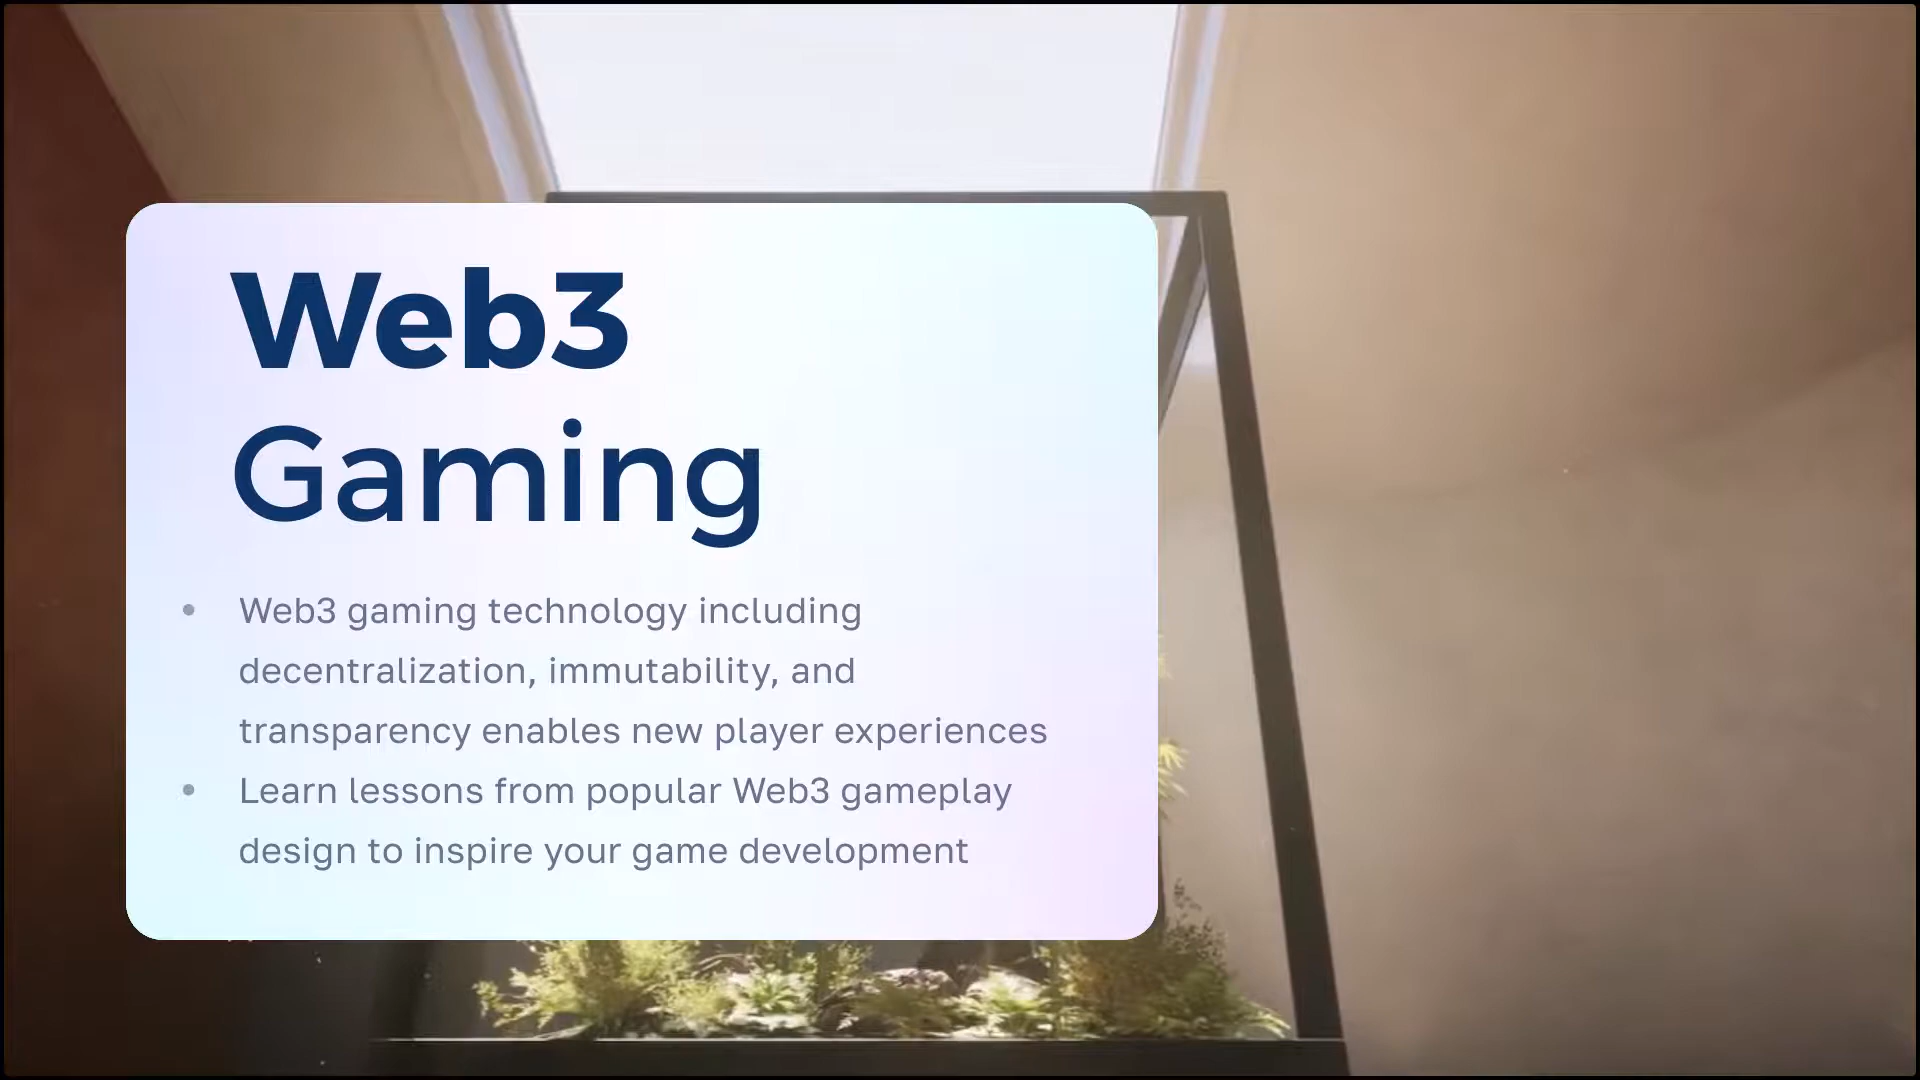 Web3
Gaming
• Web3 gaming technology including
decentralization, immutability, and
transparency enables new player experiences
• Learn lessons from popular Web3 gameplay
design to inspire your game development